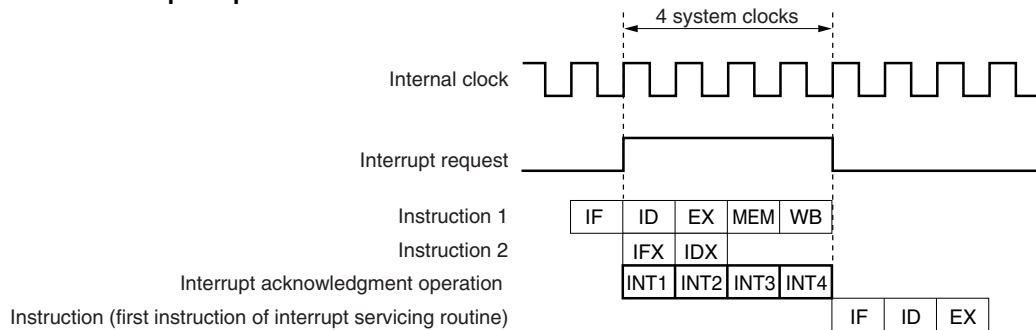 4 system clocks
Internal clock
Interrupt request
Instruction 1 IF ID EX MEM WB
Instruction 2 IFX IDX
Interrupt acknowledgment operation INT1 INT2 INT3 INT4
Instruction (first instruction of interrupt servicing routine) IF ID EX